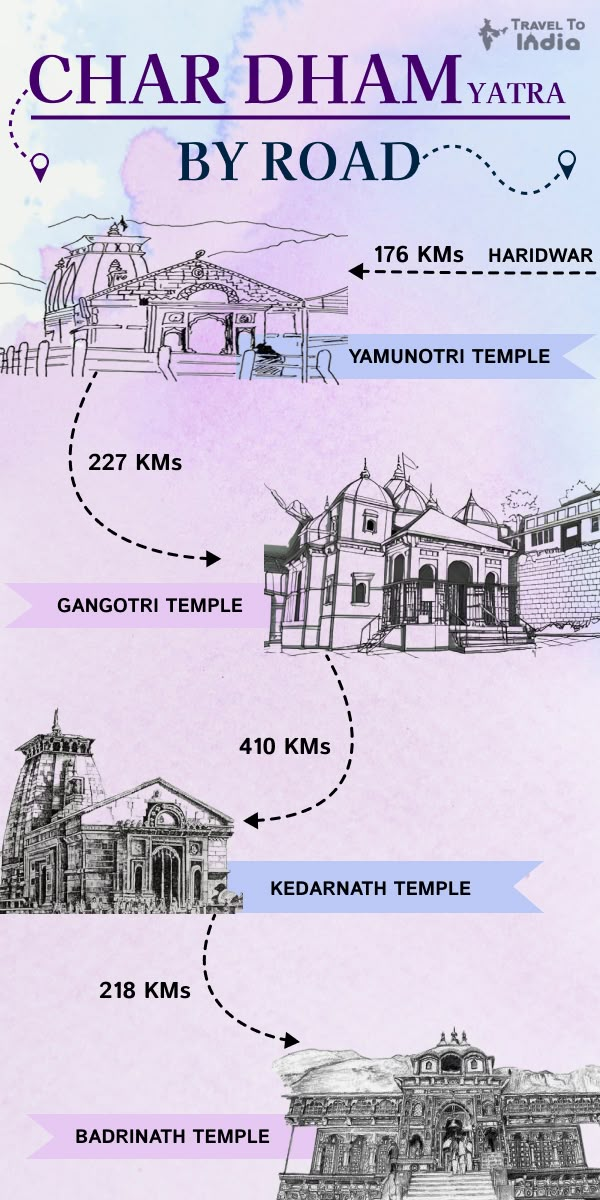 TRAVEL TO
INDIA
CHAR DHAM YATRA
BY ROAD
176 KMs HARIDWAR
YAMUNOTRI TEMPLE
227 KMs
GANGOTRI TEMPLE
410 KMs
KEDARNATH TEMPLE
218 KMs
BADRINATH TEMPLE